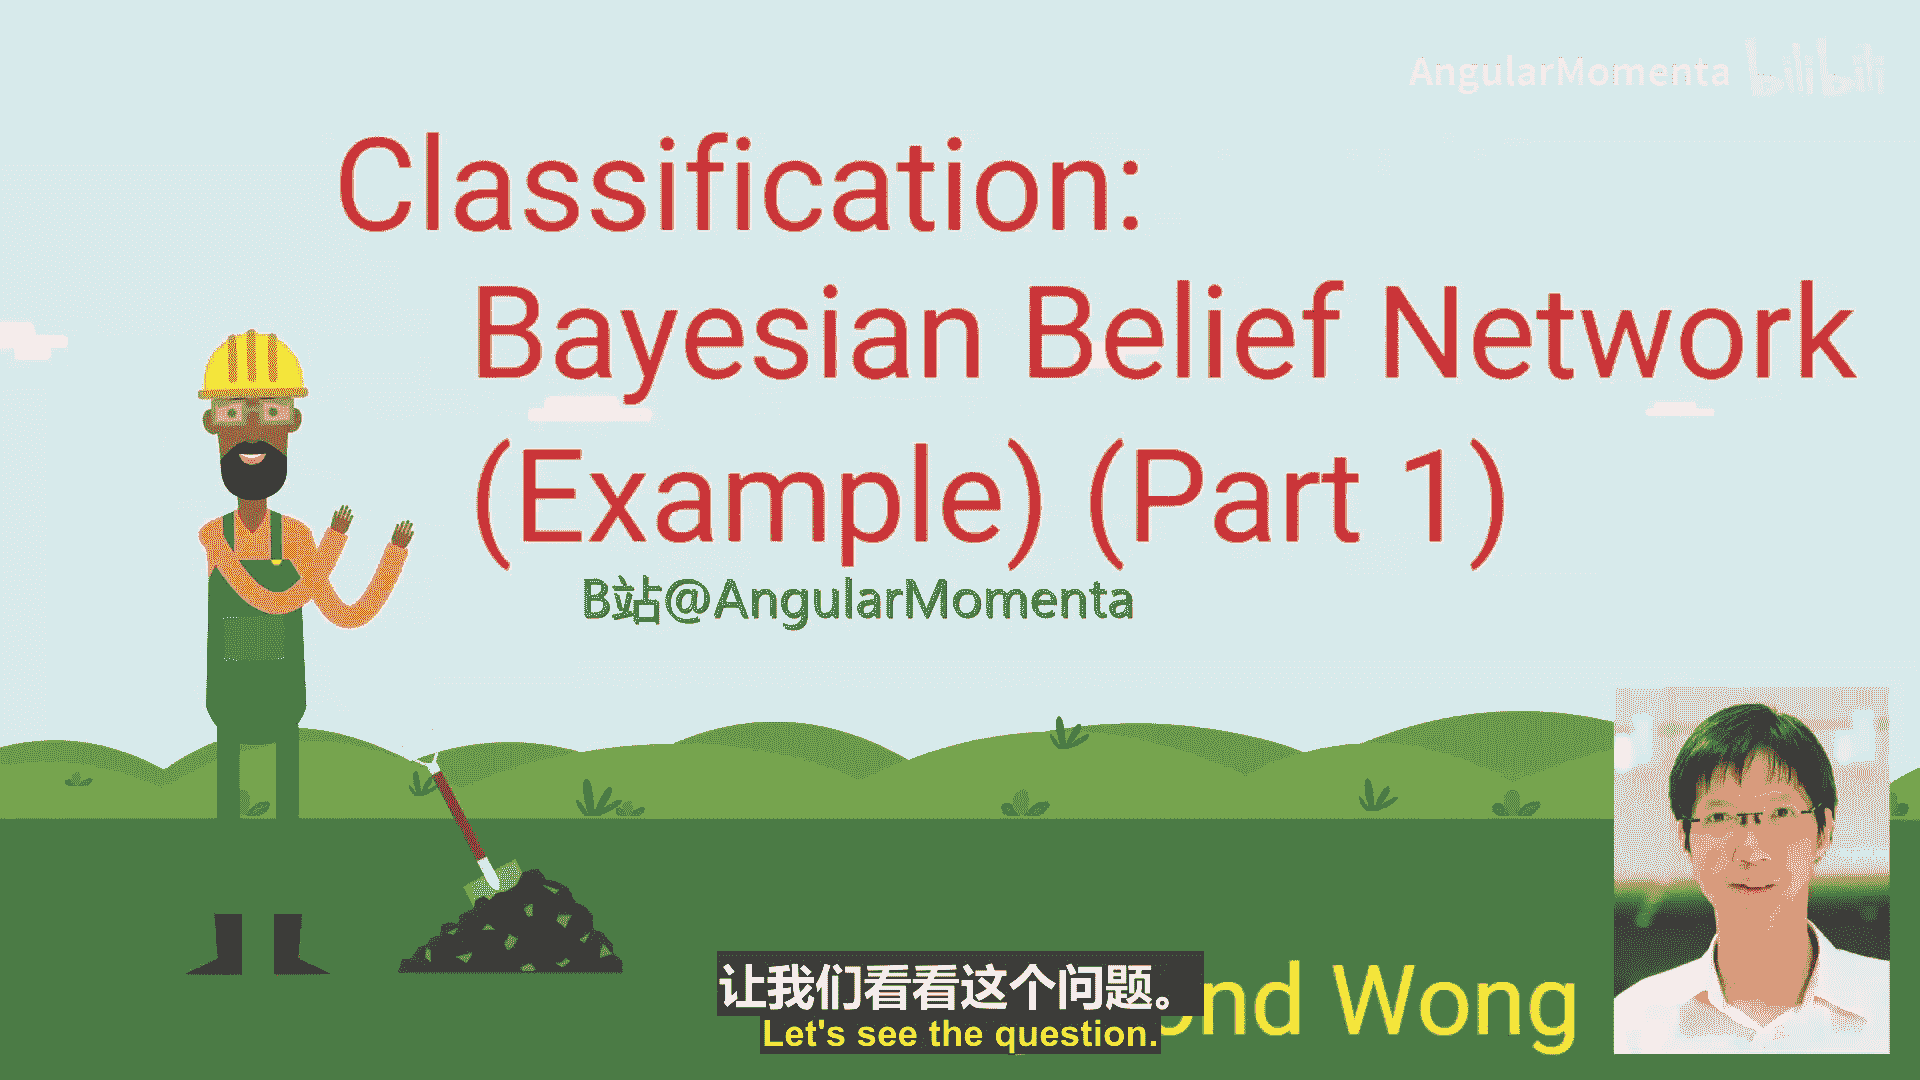 AngularMomenta bilibili
Classification:
Bayesian Belief Network
(Example) (Part 1)
B站@AngularMomenta
让我们看看这个问题。
Wong
Let's see the question.